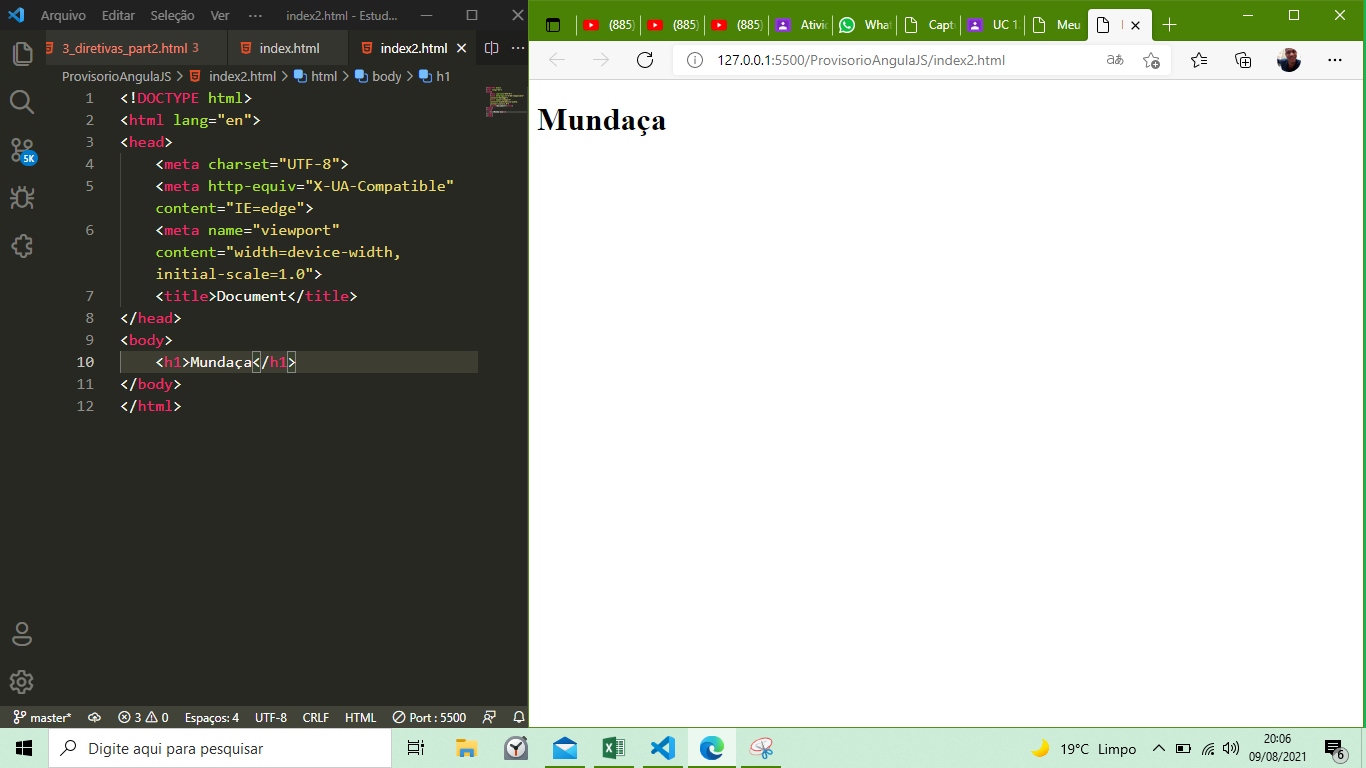 Arquivo Editar Seleção Ver ··· index2.html - Estud...
3_diretivas_part2.html 3 index.html index2.html
ProvisorioAngulaJS > index2.html > html > body > h1
1 <!DOCTYPE html>
2 <html lang="en">
3 <head>
4 <meta charset="UTF-8">
5 <meta http-equiv="X-UA-Compatible"
content="IE=edge">
6 <meta name="viewport"
content="width=device-width,
initial-scale=1.0">
7 <title>Document</title>
8 </head>
9 <body>
10 <h1>Mundaça</h1>
11 </body>
12 </html>
5K
master* 3 0 Espaços: 4 UTF-8 CRLF HTML Port : 5500
(885) (885) (885) Ativid What Capt UC 1 Meu
127.0.0.1:5500/ProvisorioAngulaJS/index2.html
Mundaça
Digite aqui para pesquisar
19°C Limpo
20:06
09/08/2021
6